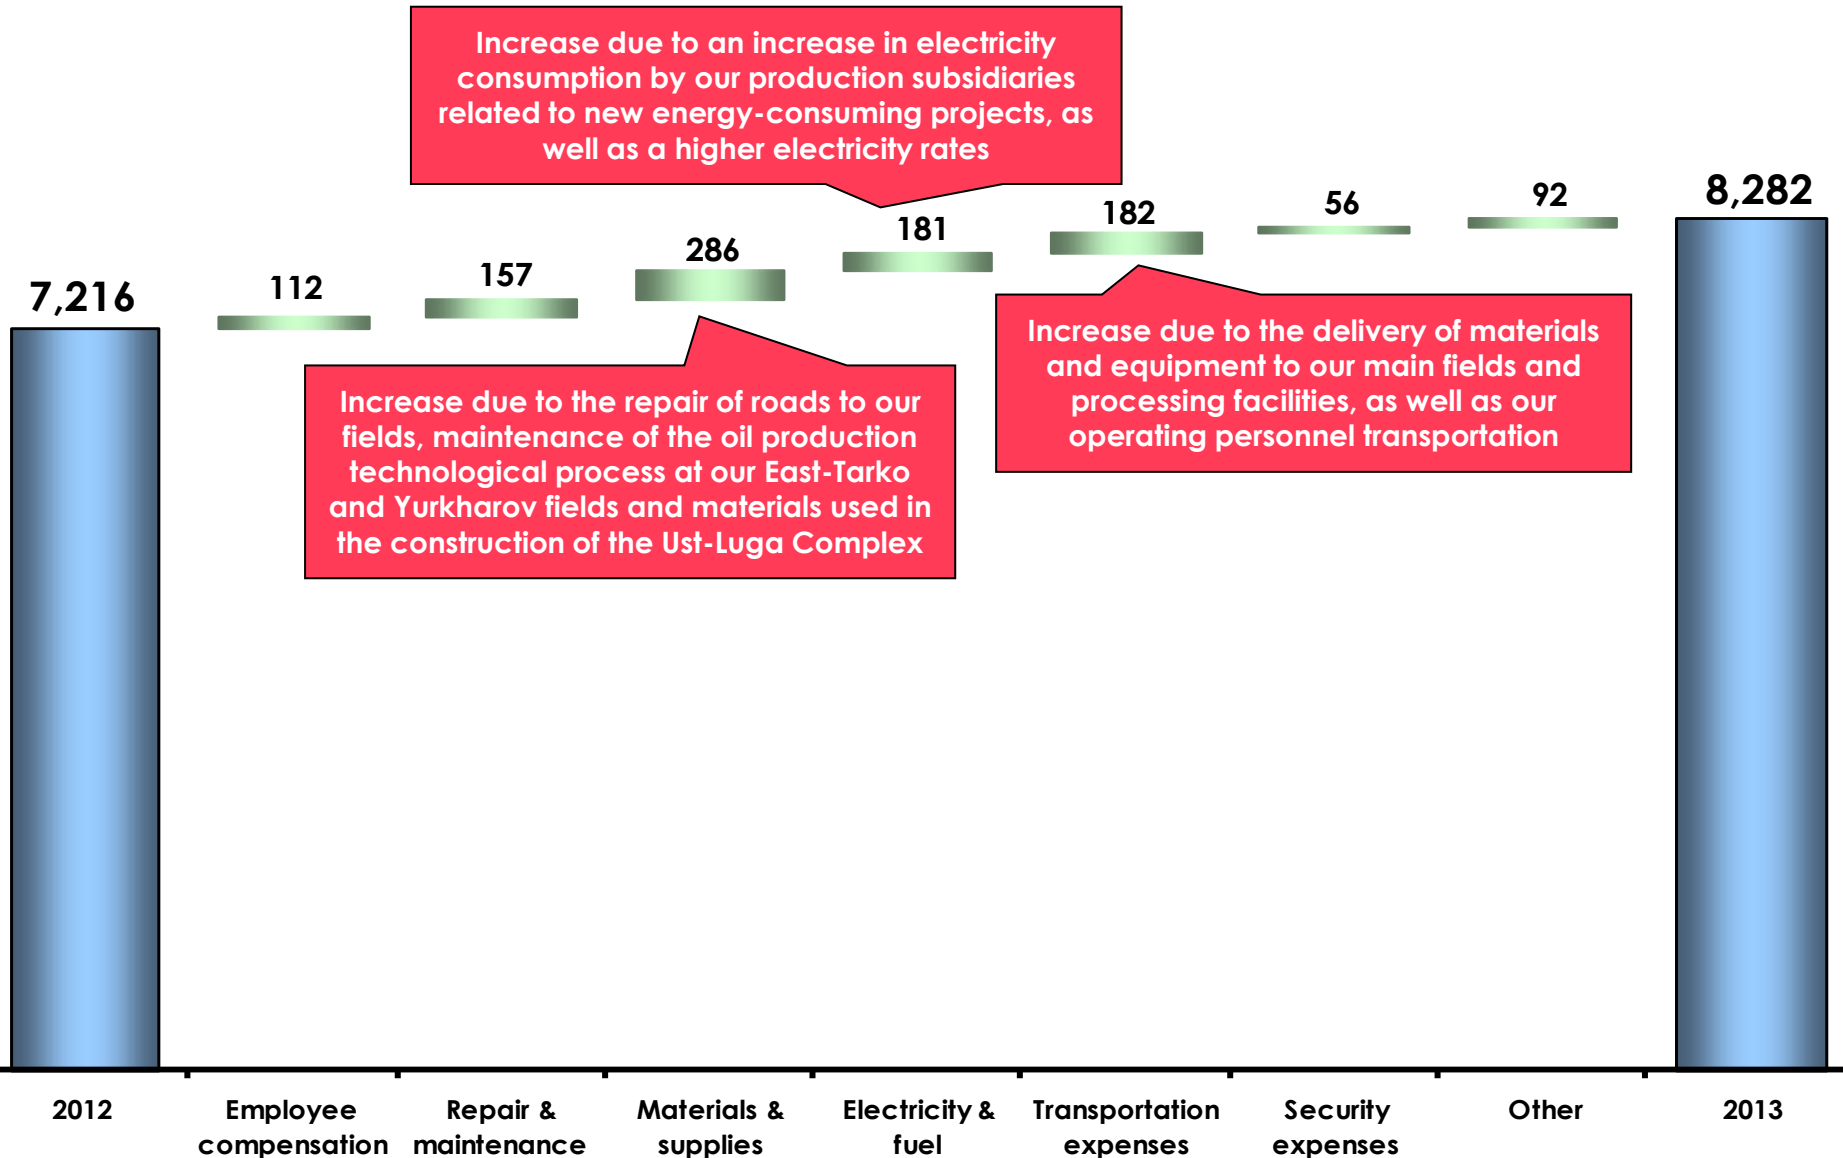 Increase due to an increase in electricity
consumption by our production subsidiaries
related to new energy-consuming projects, as
well as a higher electricity rates
7,216
112
157
286
181
182
56
92
8,282
Increase due to the repair of roads to our
fields, maintenance of the oil production
technological process at our East-Tarko
and Yurkharov fields and materials used in
the construction of the Ust-Luga Complex
Increase due to the delivery of materials
and equipment to our main fields and
processing facilities, as well as our
operating personnel transportation
2012
Employee
compensation
Repair &
maintenance
Materials &
supplies
Electricity &
fuel
Transportation
expenses
Security
expenses
Other
2013